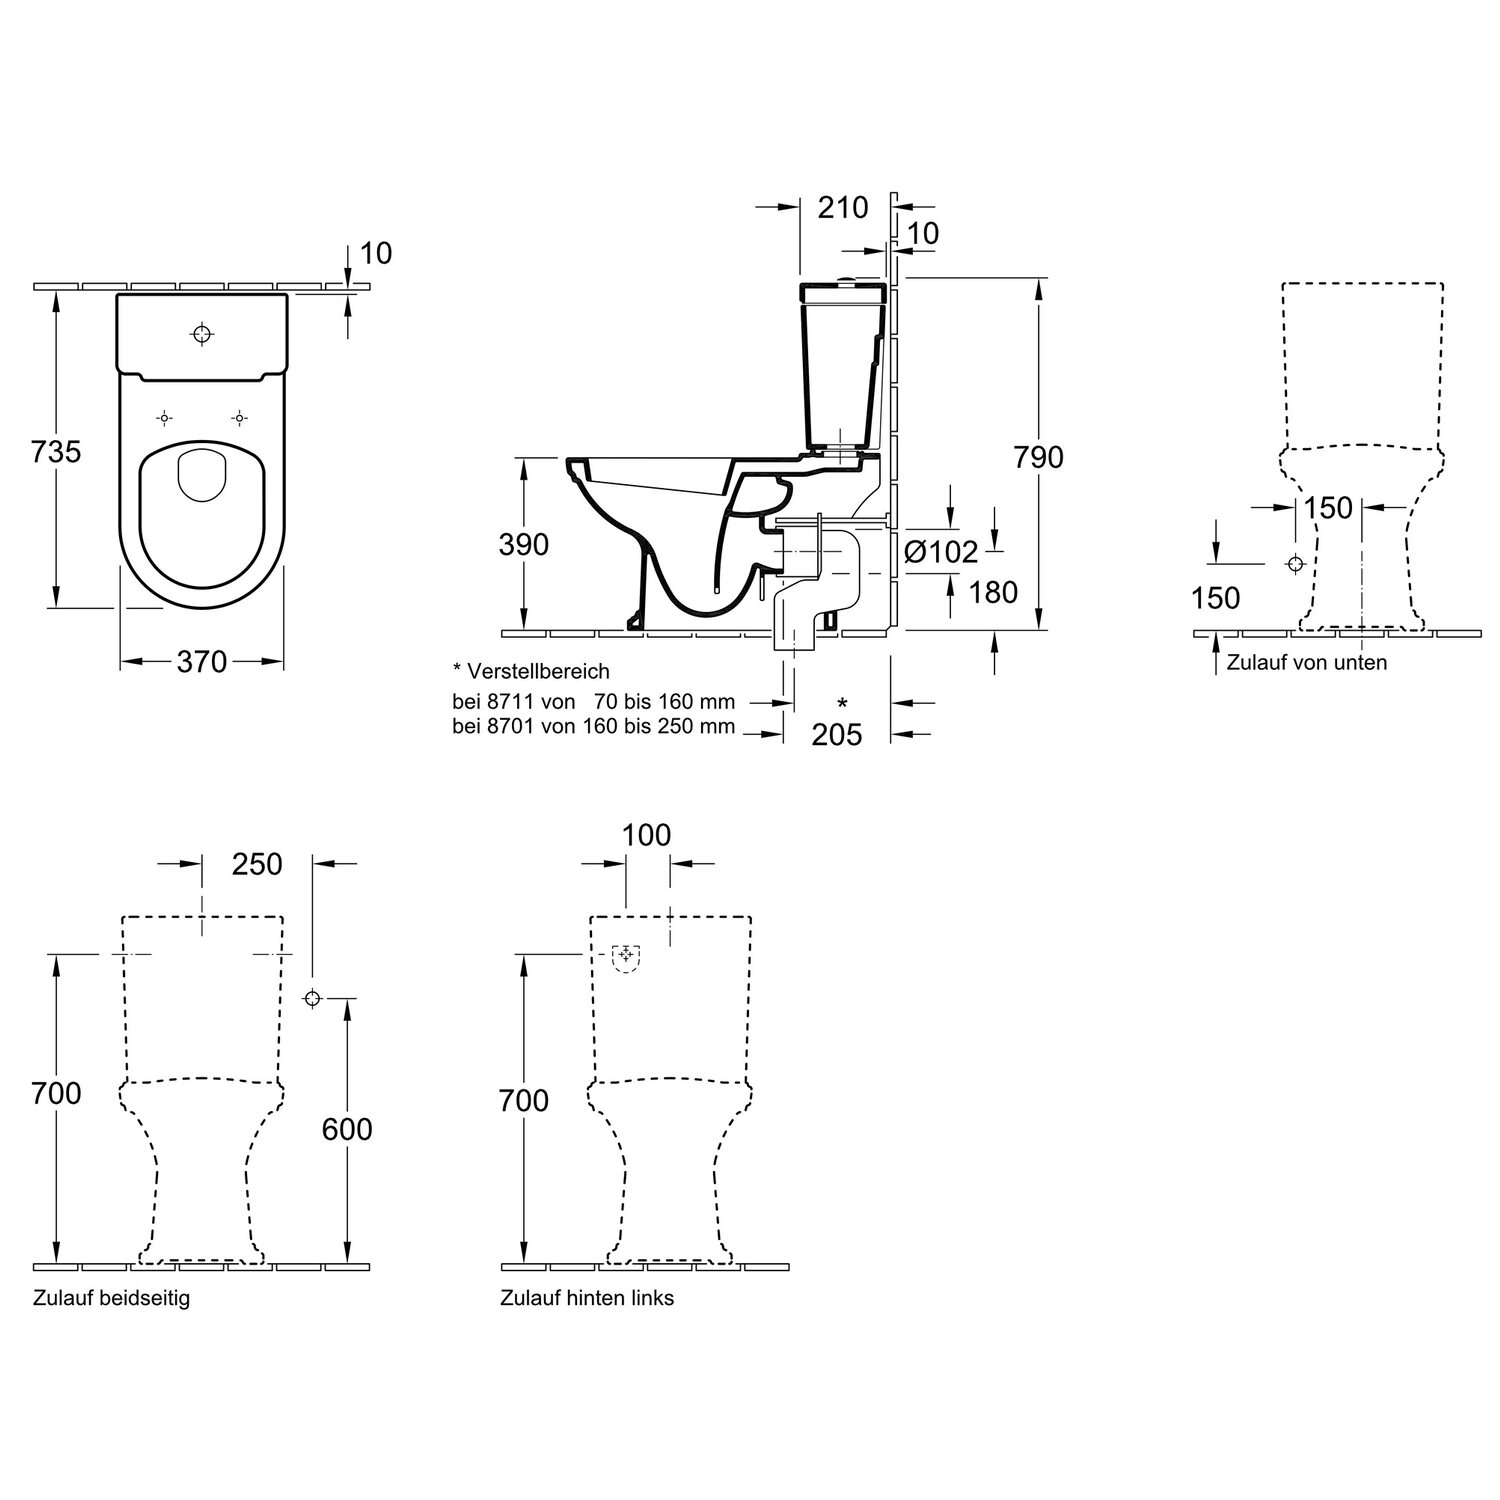 210
10
10
735
370
390
790
Ø102
180
* Verstellbereich
bei 8711 von 70 bis 160 mm
bei 8701 von 160 bis 250 mm
*
205
150
150
Zulauf von unten
250
700
600
Zulauf beidseitig
100
700
Zulauf hinten links